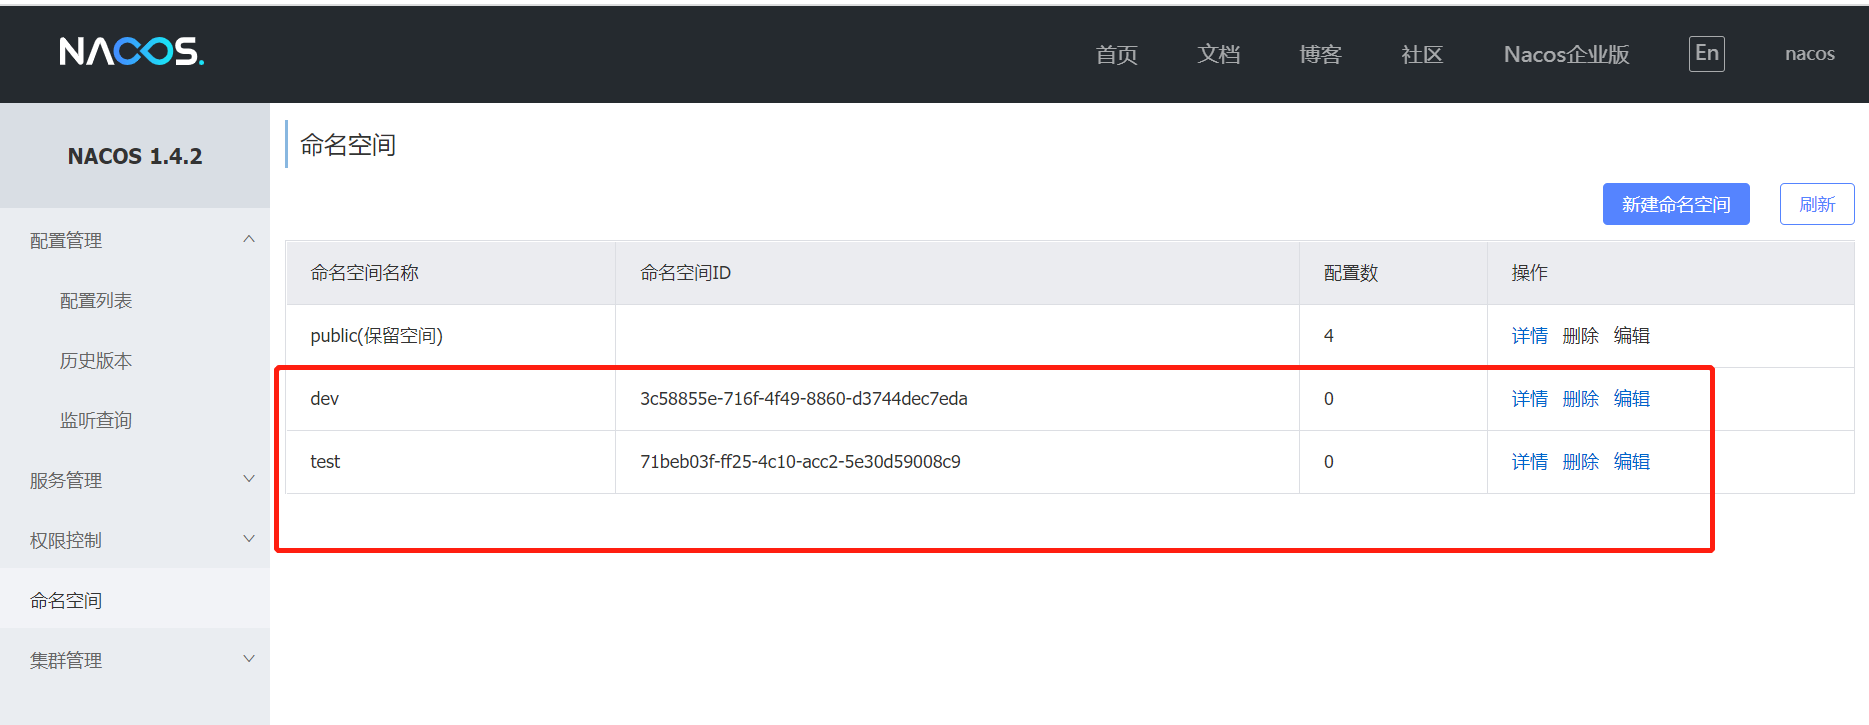 NACOS.
首页 文档 博客 社区 Nacos企业版 En nacos
NACOS 1.4.2
配置管理
配置列表
历史版本
监听查询
服务管理
权限控制
命名空间
集群管理
命名空间
新建命名空间 刷新
命名空间名称 命名空间ID 配置数 操作
public(保留空间) 4 详情 删除 编辑
dev 3c58855e-716f-4f49-8860-d3744dec7eda 0 详情 删除 编辑
test 71beb03f-ff25-4c10-acc2-5e30d59008c9 0 详情 删除 编辑